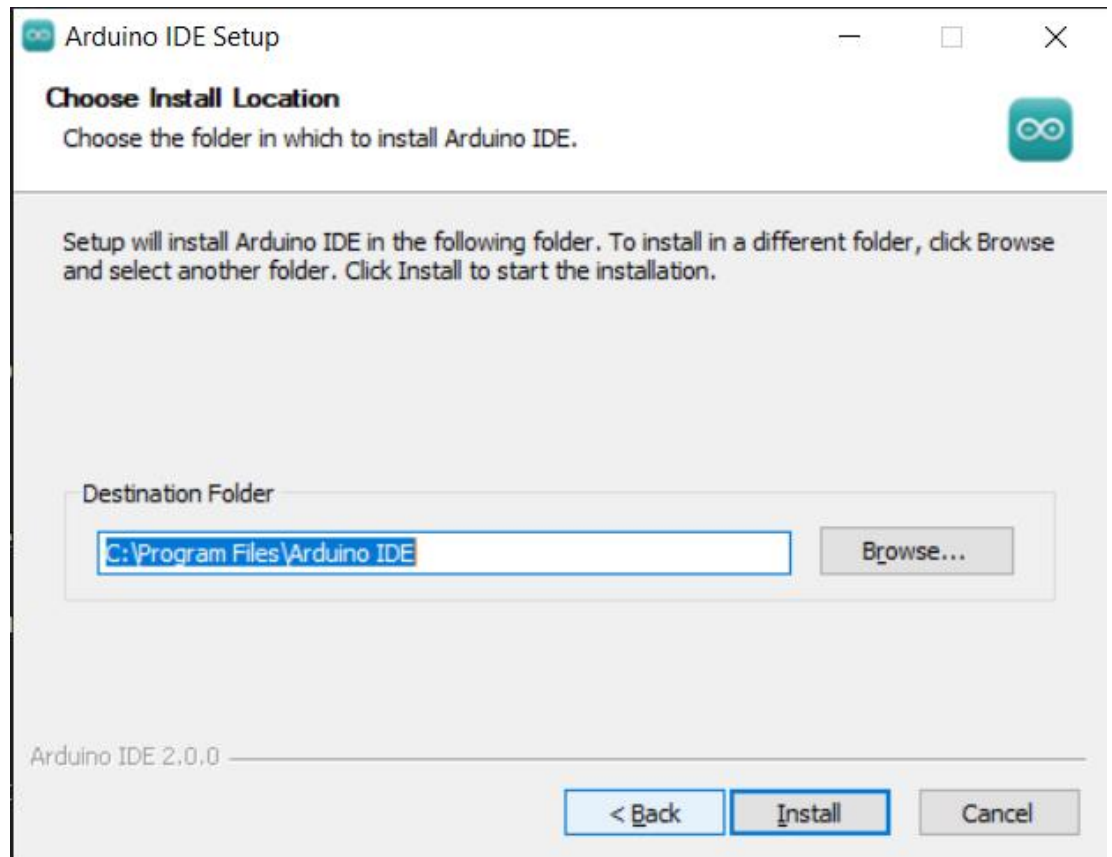 Arduino IDE Setup
Choose Install Location
Choose the folder in which to install Arduino IDE.
Setup will install Arduino IDE in the following folder. To install in a different folder, click Browse
and select another folder. Click Install to start the installation.
Destination Folder
C:\Program Files\Arduino IDE
Browse...
Arduino IDE 2.0.0
< Back
Install
Cancel